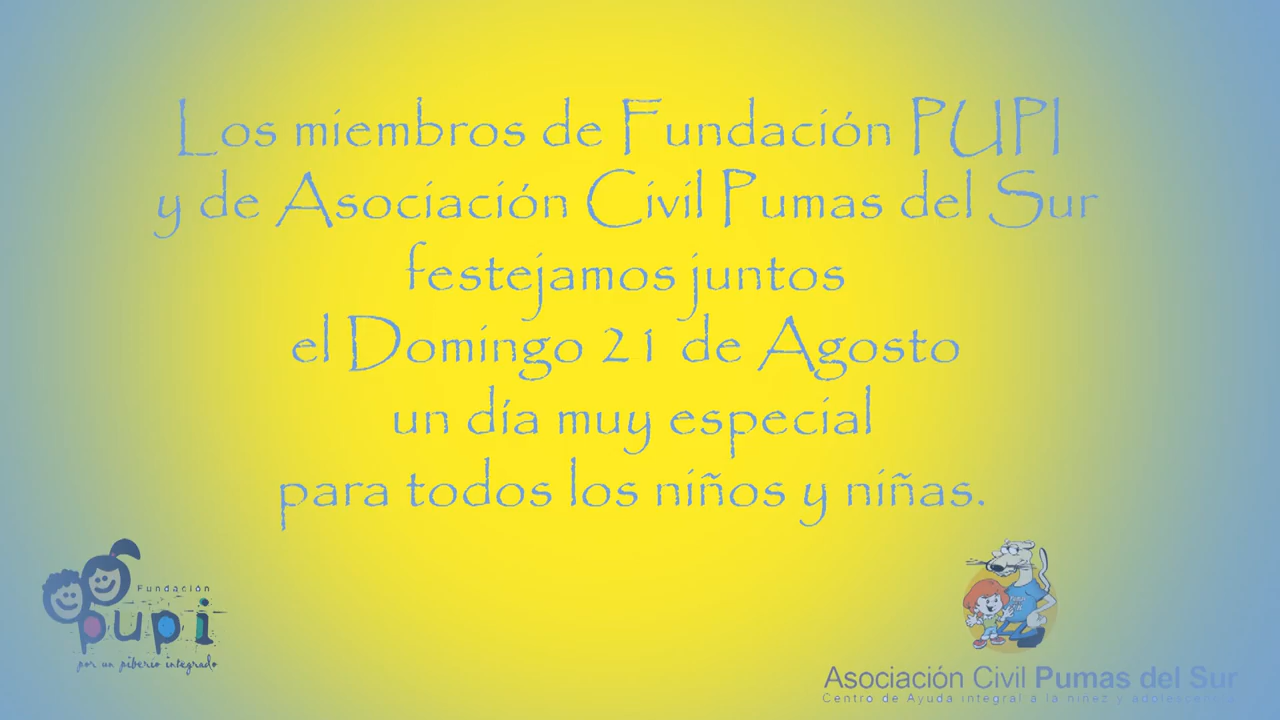 Los miembros de Fundación PUPI
y de Asociación Civil Pumas del Sur
festejamos juntos
el Domingo 21 de Agosto
un día muy especial
para todos los niños y niñas.
Fundación
pupi
por un piberío integrado
Asociación Civil Pumas del Sur
Centro de Ayuda integral a la niñez y adolescencia